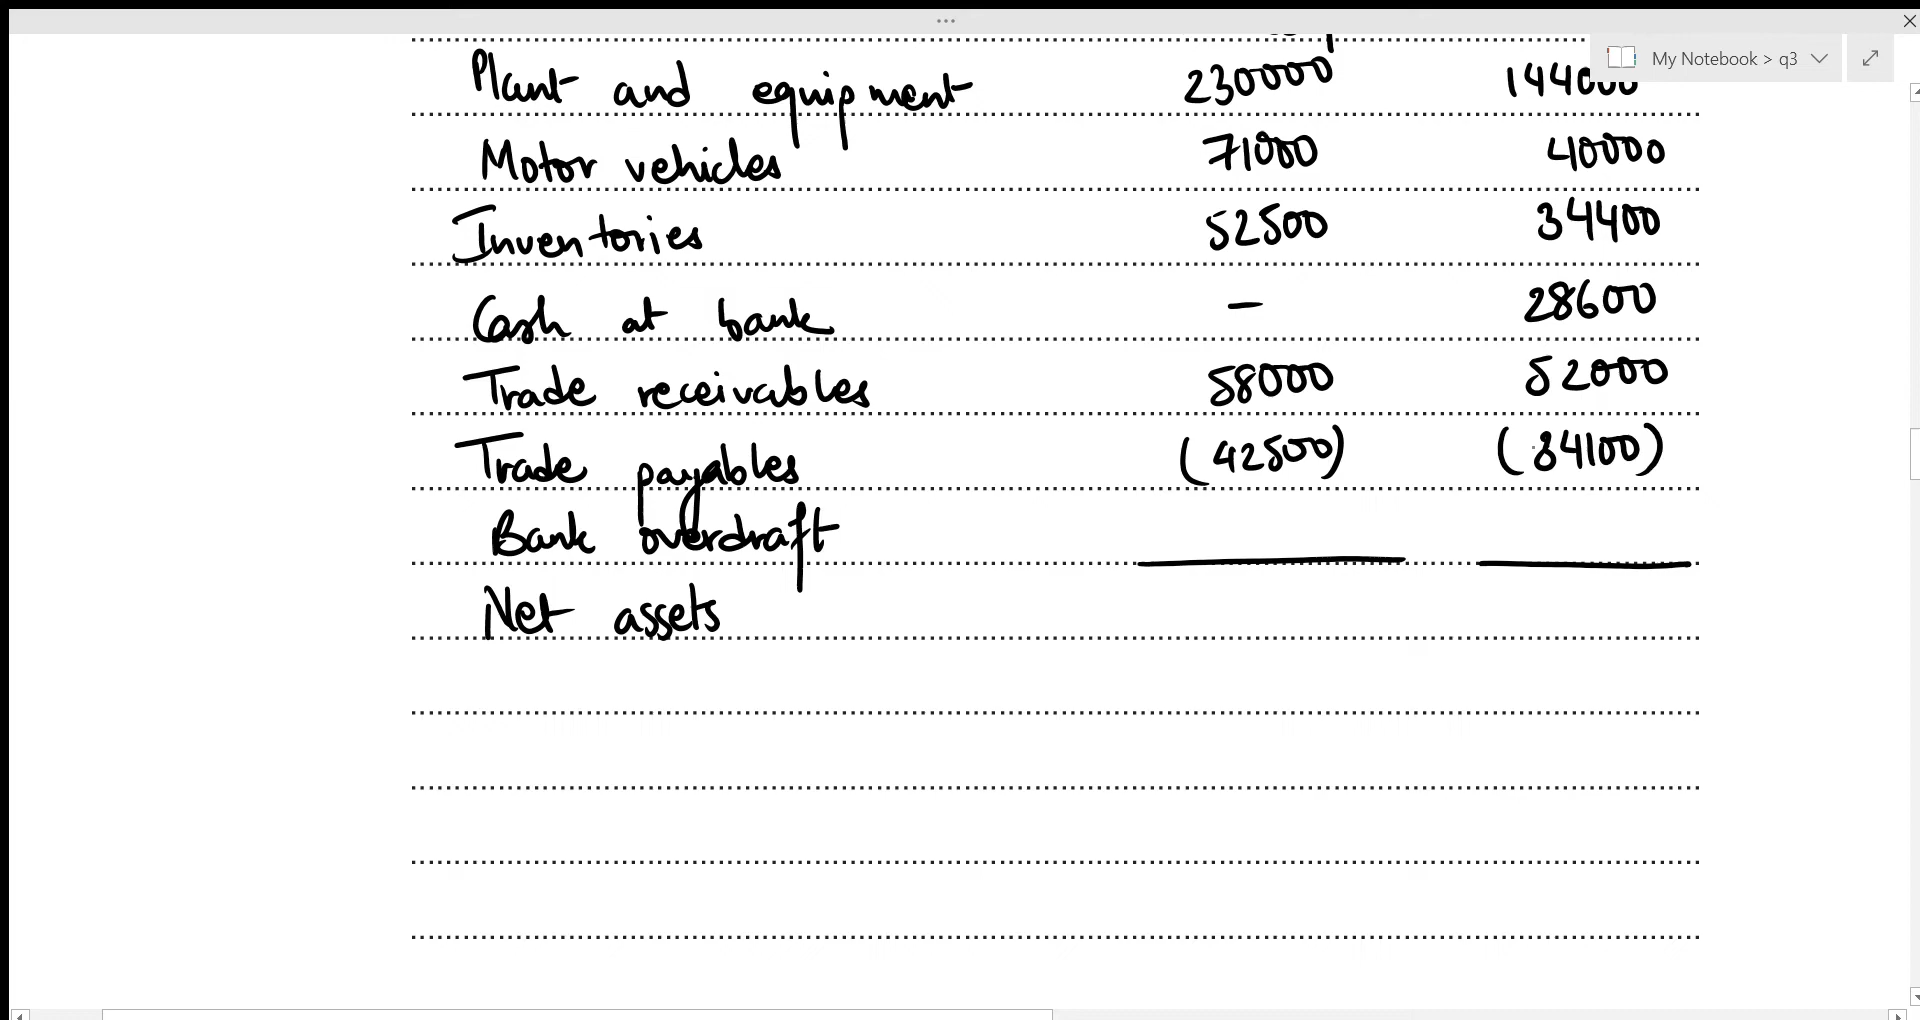 ...
My Notebook > q3
Plant and equipment 230000 144000
Motor vehicles 71000 40000
Inventories 52500 34400
Cash at bank — 28600
Trade receivables 58000 52000
Trade payables (42500) (34100)
Bank overdraft
Net assets